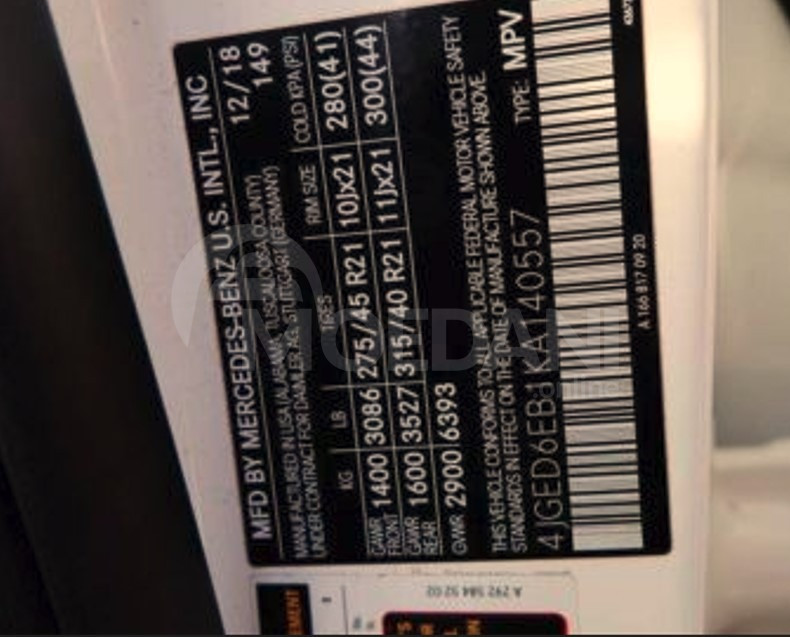 MFD BY MERCEDES-BENZ U.S. INTL., INC
12/18
149
MANUFACTURED IN USA (ALABAMA, TUSCALOOSA COUNTY)
UNDER CONTRACT FOR DAIMLER AG, STUTTGART (GERMANY)
KG LB TIRES RIM SIZE COLD KPA (PSI)
GAWR FRONT 1400 3086 275/45 R21 10Jx21 280(41)
GAWR REAR 1600 3527 315/40 R21 11Jx21 300(44)
GVWR 2900 6393
THIS VEHICLE CONFORMS TO ALL APPLICABLE FEDERAL MOTOR VEHICLE SAFETY
STANDARDS IN EFFECT ON THE DATE OF MANUFACTURE SHOWN ABOVE.
4JGED6EB1KA140557 TYPE: MPV
A 166 817 09 20
A 292 584 52 02